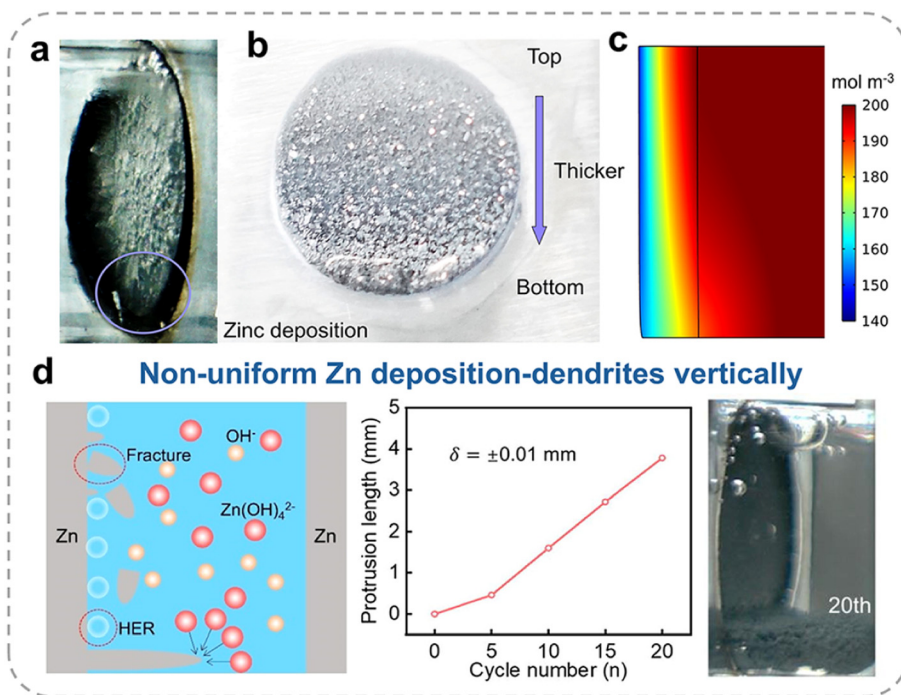 a
b
c
Top
Thicker
Bottom
Zinc deposition
mol m⁻³
200
190
180
170
160
150
140
d
Non-uniform Zn deposition-dendrites vertically
Zn
Fracture
OH⁻
Zn(OH)₄²⁻
Zn
HER
Protrusion length (mm)
5
4
3
2
1
0
δ = ±0.01 mm
0 5 10 15 20
Cycle number (n)
20th